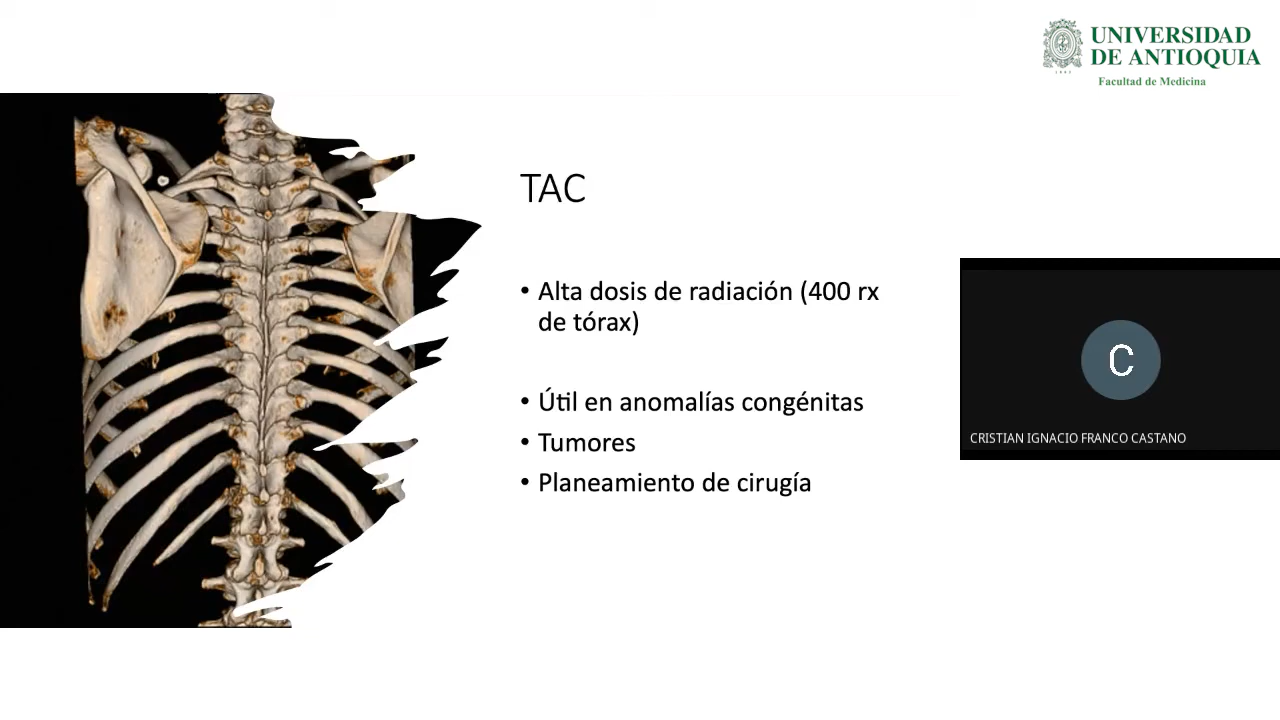 UNIVERSIDAD
DE ANTIOQUIA
1803
Facultad de Medicina
TAC
• Alta dosis de radiación (400 rx
de tórax)
• Útil en anomalías congénitas
• Tumores
• Planeamiento de cirugía
C
CRISTIAN IGNACIO FRANCO CASTANO